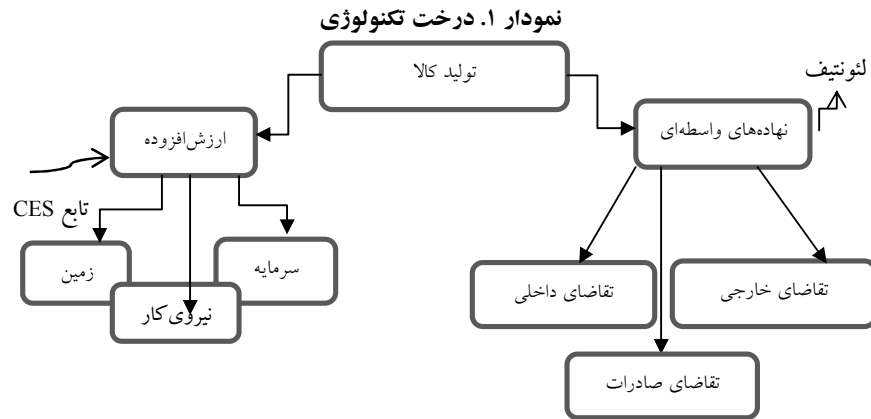 نمودار ۱. درخت تکنولوژی
تولید کالا
لئونتیف
نهاده‌های واسطه‌ای
ارزش‌افزوده
تابع CES
سرمایه
زمین
نیروی کار
تقاضای خارجی
تقاضای داخلی
تقاضای صادرات